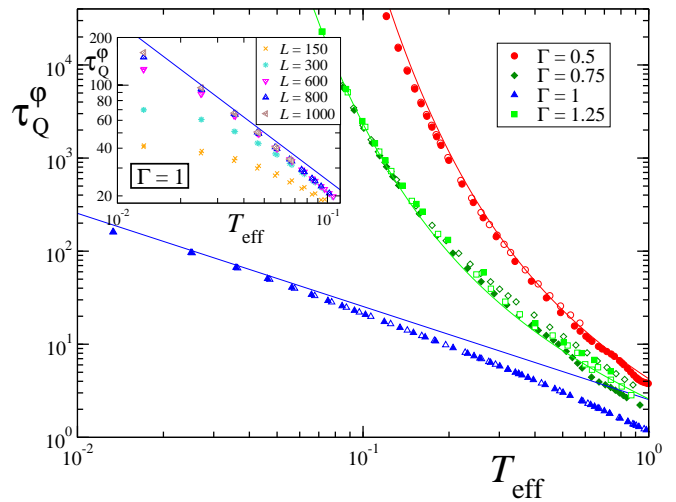 τ_Q^φ
10^4
10^3
10^2
10^1
10^0
10^-2
10^-1
10^0
T_eff
Γ = 0.5
Γ = 0.75
Γ = 1
Γ = 1.25
200
τ_Q^φ
100
80
60
40
20
10^-2
T_eff
10^-1
Γ = 1
L = 150
L = 300
L = 600
L = 800
L = 1000